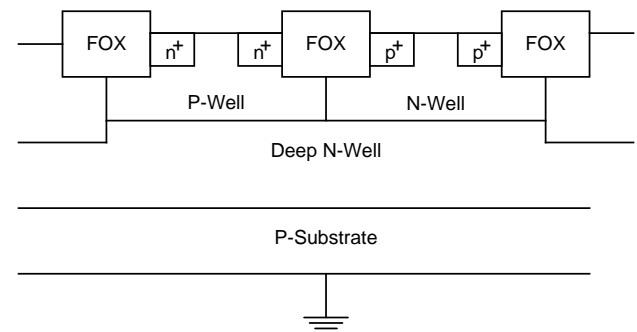 FOX n+ n+ FOX p+ p+ FOX
P-Well N-Well
Deep N-Well
P-Substrate